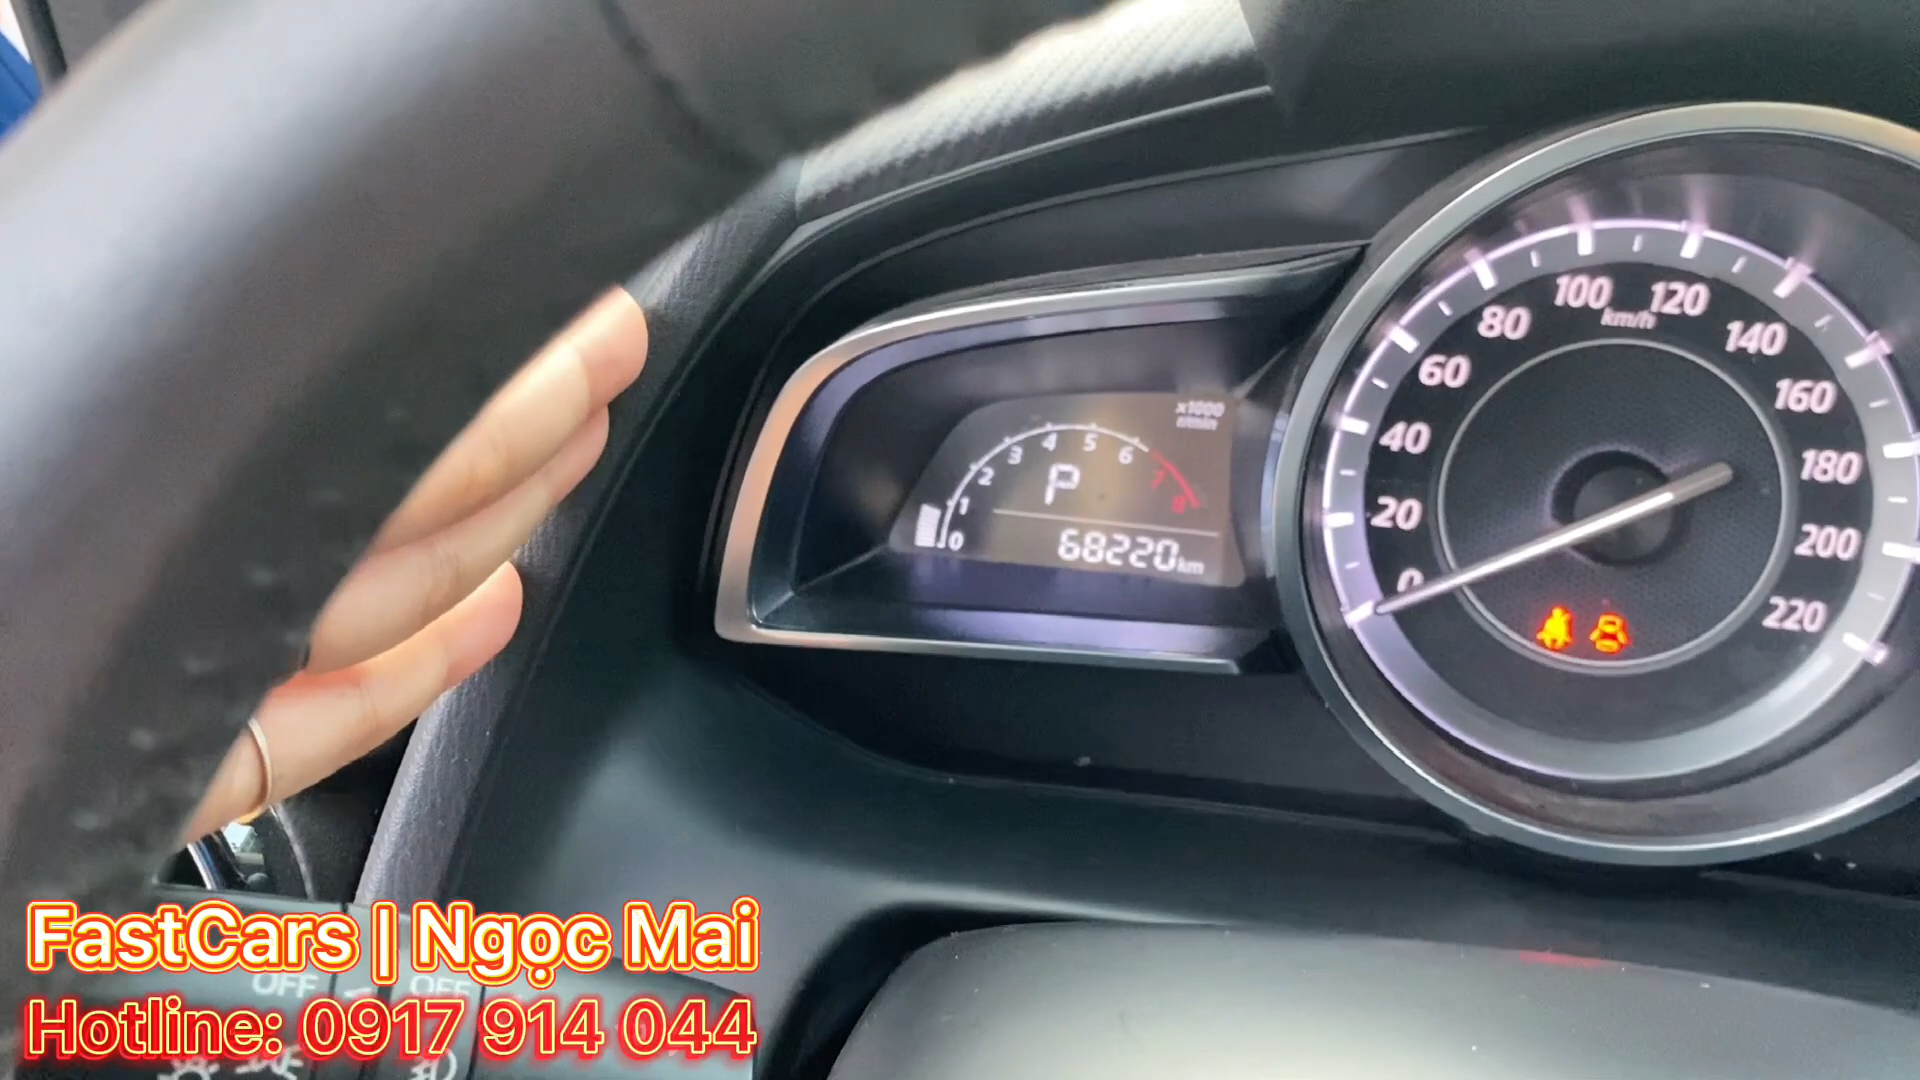 x1000
r/min
0 1 2 3 4 5 6 7 8
P
68220km
0 20 40 60 80 100 120 140 160 180 200 220
km/h
FastCars | Ngọc Mai
OFF OFF
Hotline: 0917 914 044